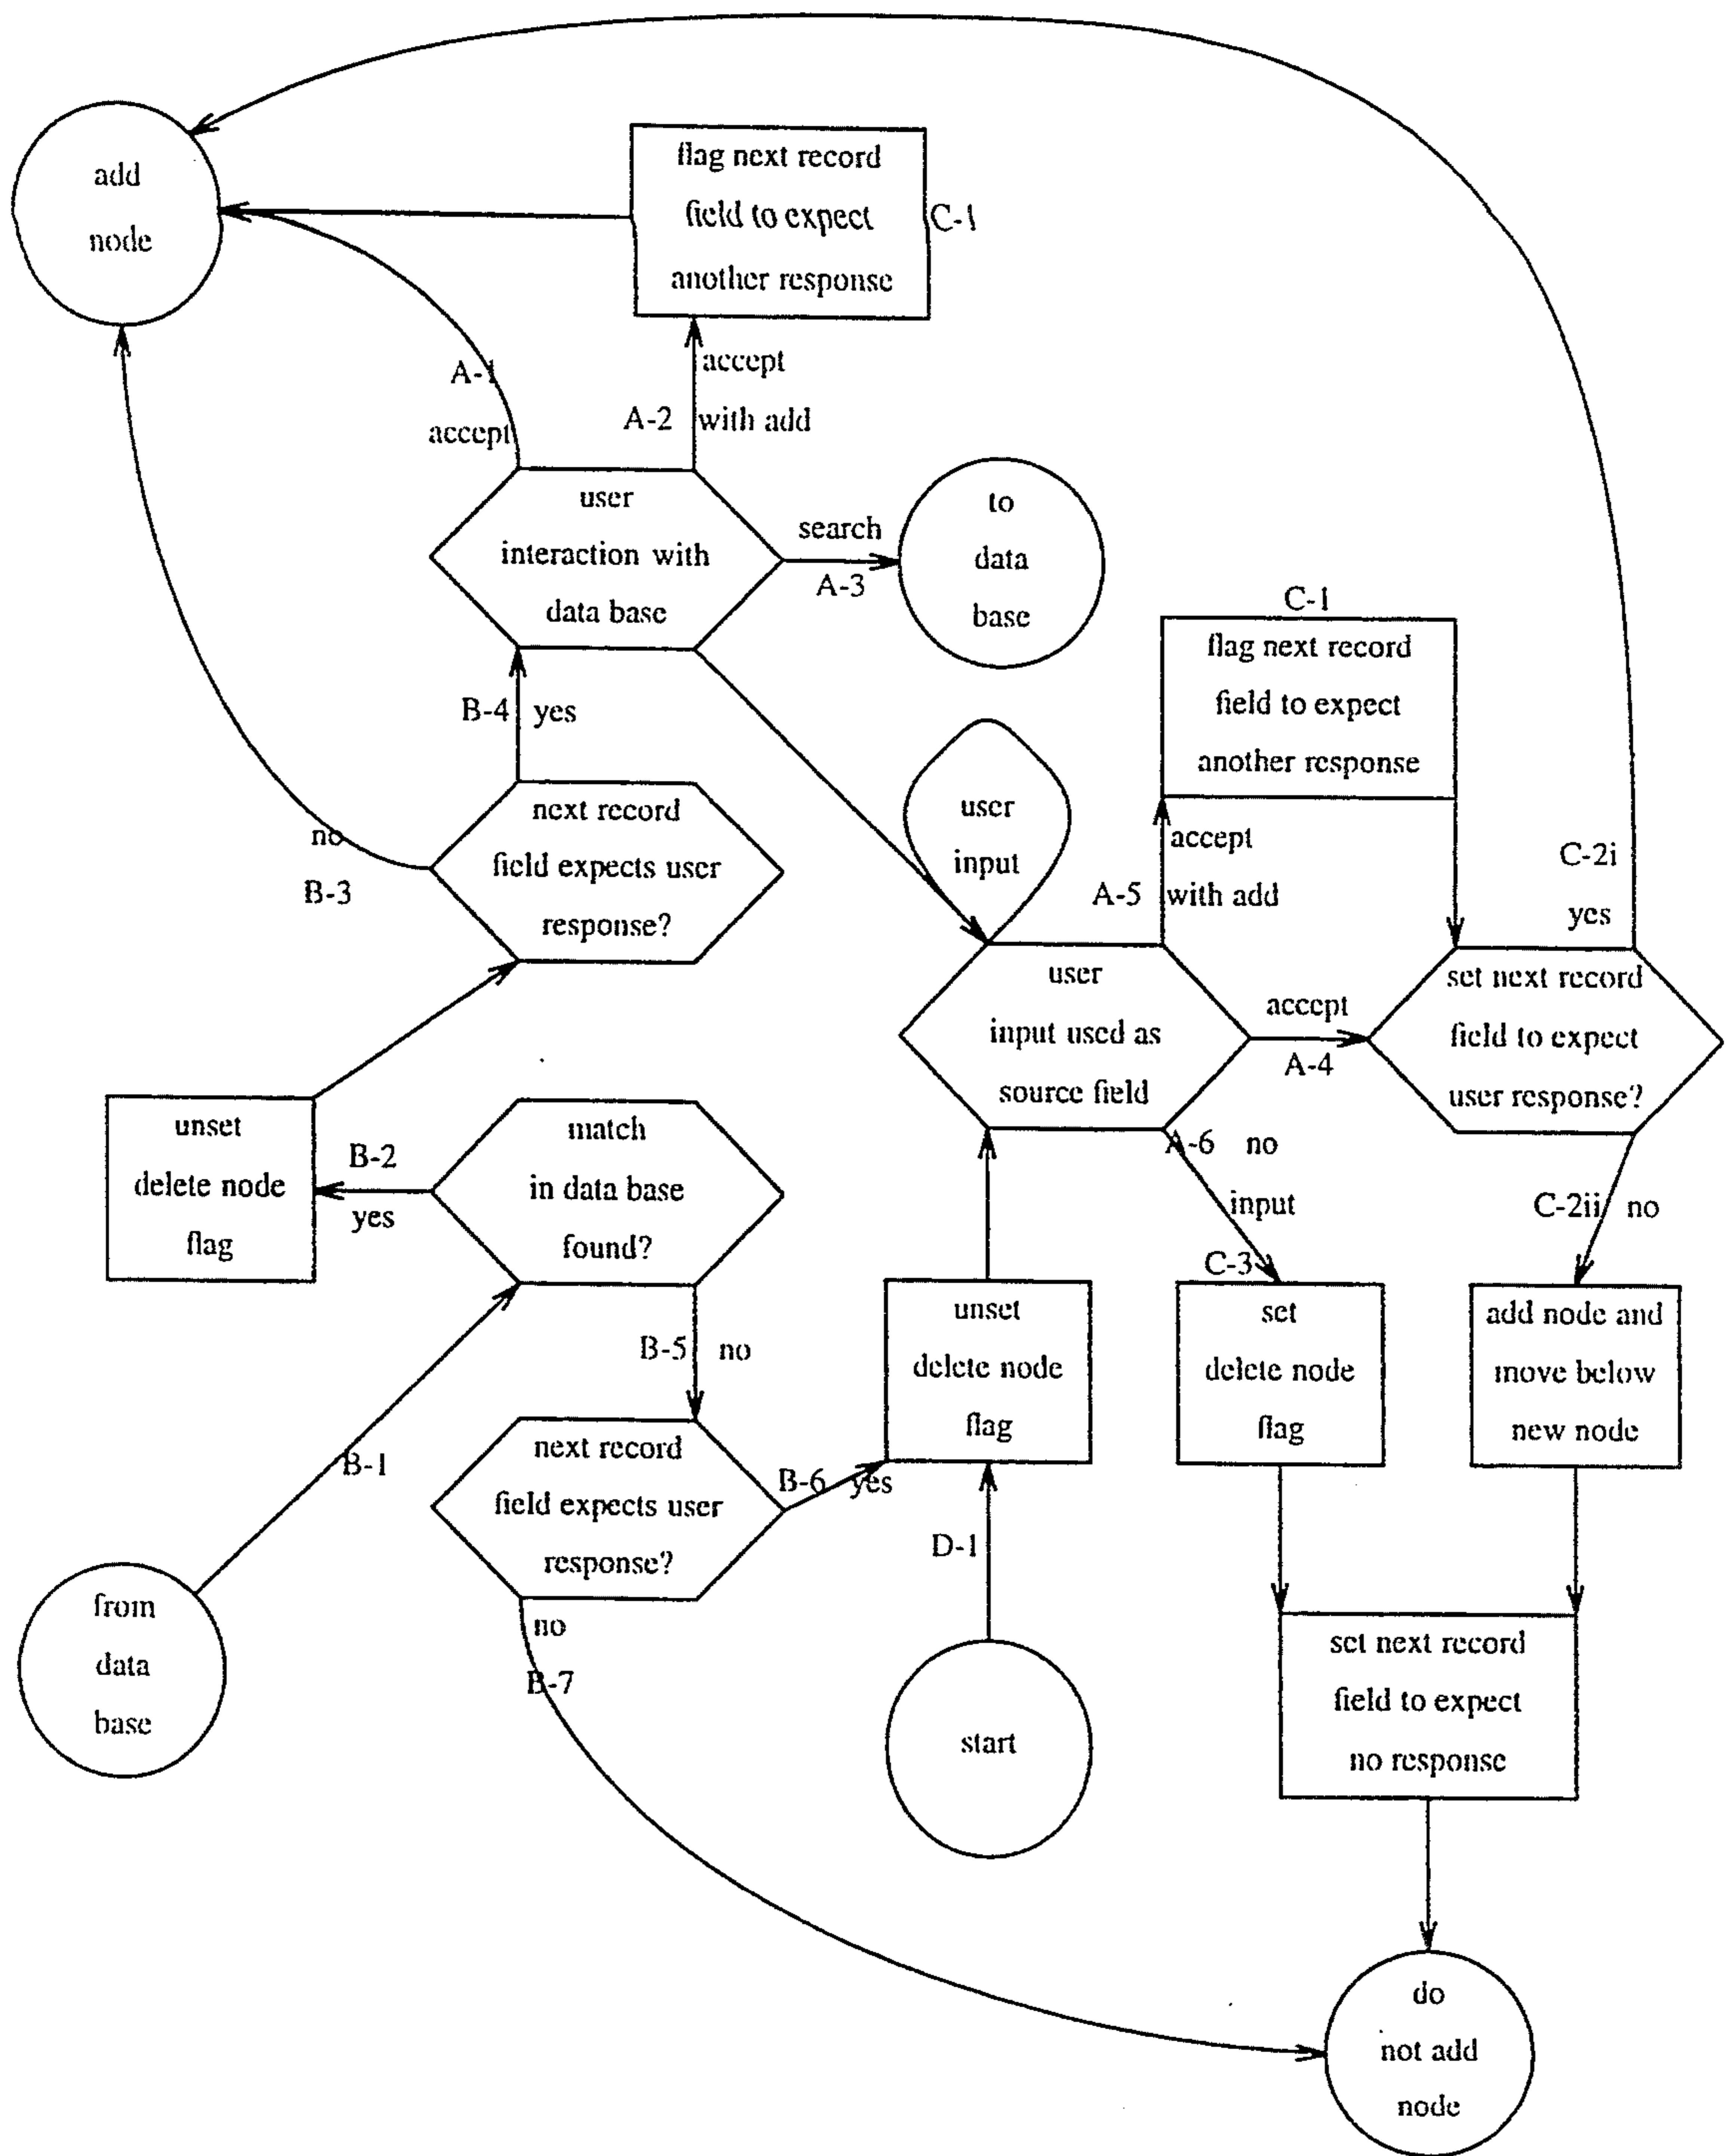 add
node
flag next record
field to expect
another response
C-1
A-1
accept
accept
A-2
with add
user
interaction with
data base
search
A-3
to
data
base
C-1
flag next record
field to expect
another response
B-4
yes
user
input
next record
field expects user
response?
no
B-3
accept
A-5
with add
C-2i
yes
user
input used as
source field
accept
A-4
set next record
field to expect
user response?
unset
delete node
flag
B-2
yes
match
in data base
found?
A-6
no
input
C-3
C-2ii
no
B-5
no
unset
delete node
flag
set
delete node
flag
add node and
move below
new node
B-1
next record
field expects user
response?
B-6
yes
no
B-7
D-1
from
data
base
start
set next record
field to expect
no response
do
not add
node